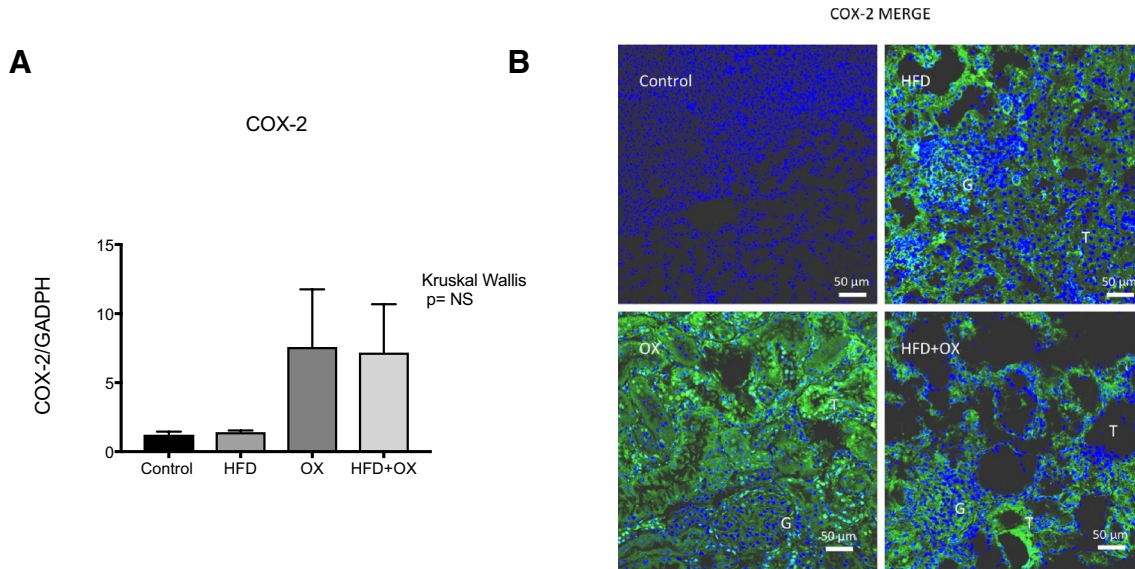 A
COX-2
COX-2/GADPH
15
10
5
0
Control
HFD
OX
HFD+OX
Kruskal Wallis
p= NS
B
COX-2 MERGE
Control
50 μm
HFD
G
T
50 μm
OX
T
G
50 μm
HFD+OX
T
G
T
50 μm